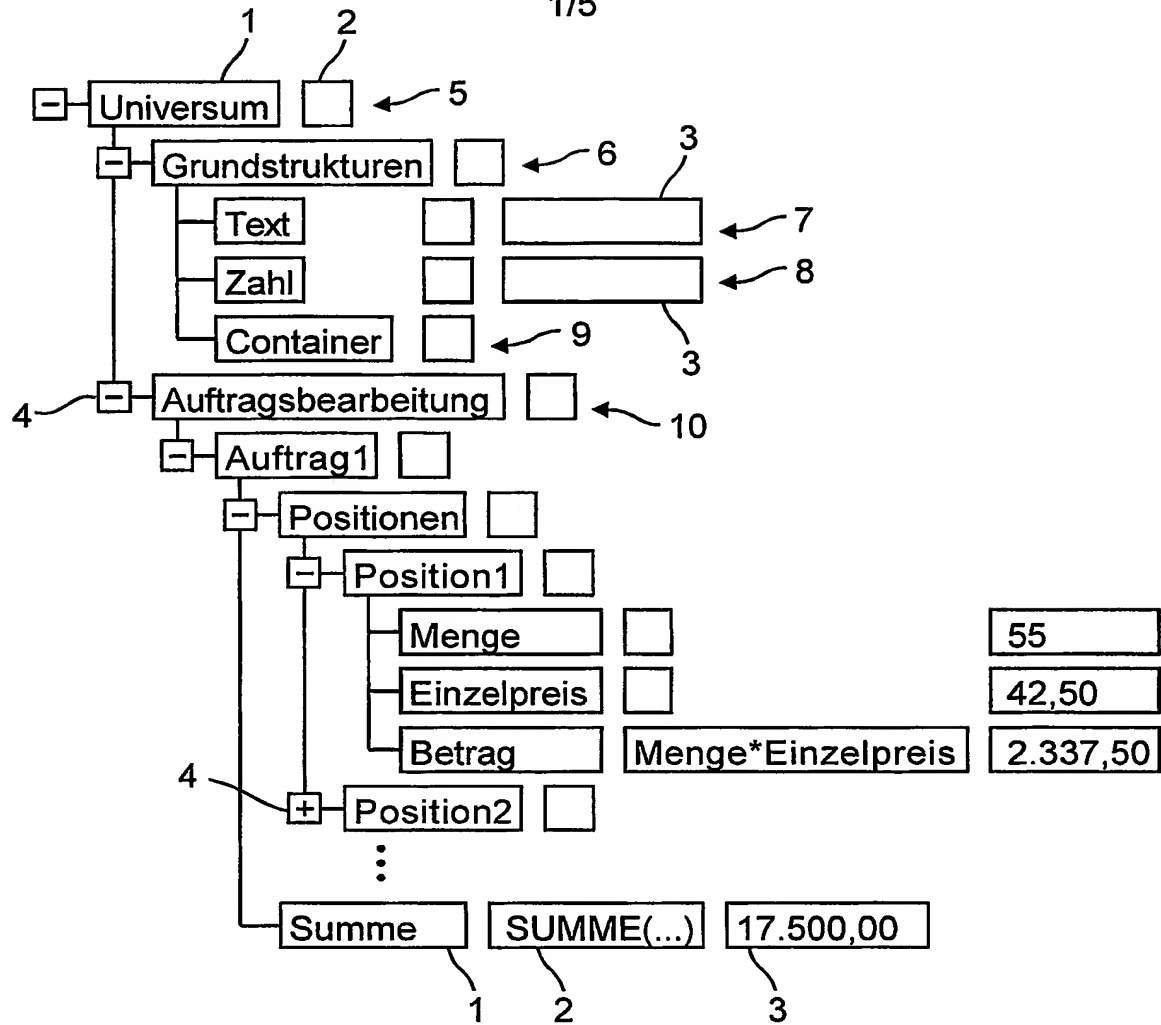 1/5
1 2
− Universum 5
− Grundstrukturen 6 3
Text 7
Zahl 8
Container 9 3
4 − Auftragsbearbeitung 10
− Auftrag1
− Positionen
− Position1
Menge 55
Einzelpreis 42,50
Betrag Menge*Einzelpreis 2.337,50
4 + Position2
...
Summe SUMME(...) 17.500,00
1 2 3